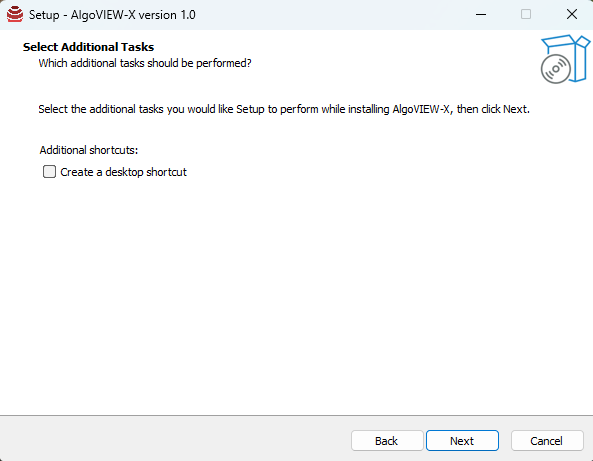 Setup - AlgoVIEW-X version 1.0
Select Additional Tasks
Which additional tasks should be performed?
Select the additional tasks you would like Setup to perform while installing AlgoVIEW-X, then click Next.
Additional shortcuts:
Create a desktop shortcut
Back Next Cancel